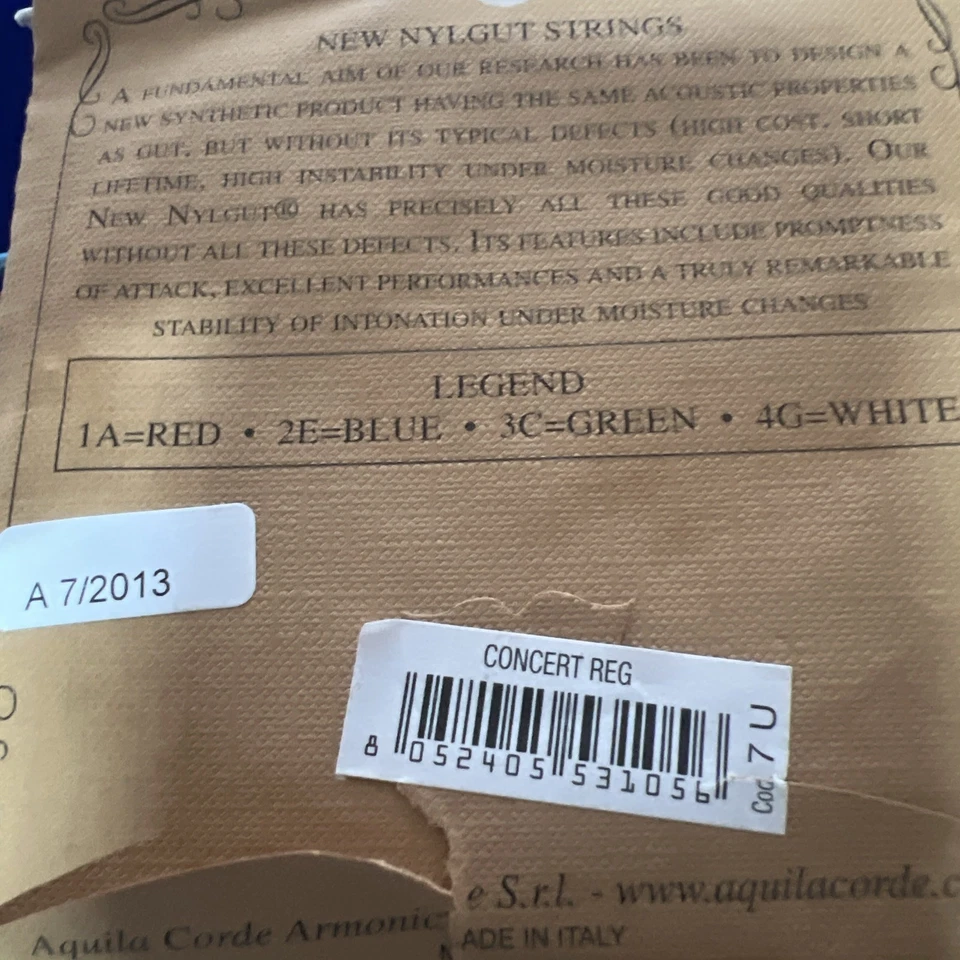 NEW NYLGUT STRINGS
A FUNDAMENTAL AIM OF OUR RESEARCH HAS BEEN TO DESIGN A
NEW SYNTHETIC PRODUCT HAVING THE SAME ACOUSTIC PROPERTIES
AS GUT, BUT WITHOUT ITS TYPICAL DEFECTS (HIGH COST, SHORT
LIFETIME, HIGH INSTABILITY UNDER MOISTURE CHANGES). OUR
NEW NYLGUT® HAS PRECISELY ALL THESE GOOD QUALITIES
WITHOUT ALL THESE DEFECTS. ITS FEATURES INCLUDE PROMPTNESS
OF ATTACK, EXCELLENT PERFORMANCES AND A TRULY REMARKABLE
STABILITY OF INTONATION UNDER MOISTURE CHANGES
LEGEND
1A=RED • 2E=BLUE • 3C=GREEN • 4G=WHITE
A 7/2013
CONCERT REG
8 052405 531056
Cod. 7 U
e S.r.l. - www.aquilacorde.c
Aquila Corde Armonic
ADE IN ITALY